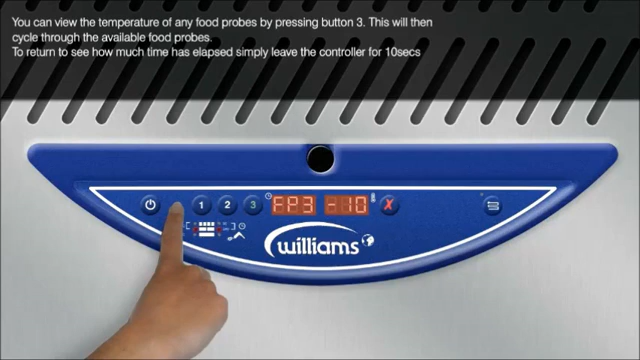 You can view the temperature of any food probes by pressing button 3. This will then
cycle through the available food probes.
To return to see how much time has elapsed simply leave the controller for 10secs
1 2 3 FP3 -10 X
williams